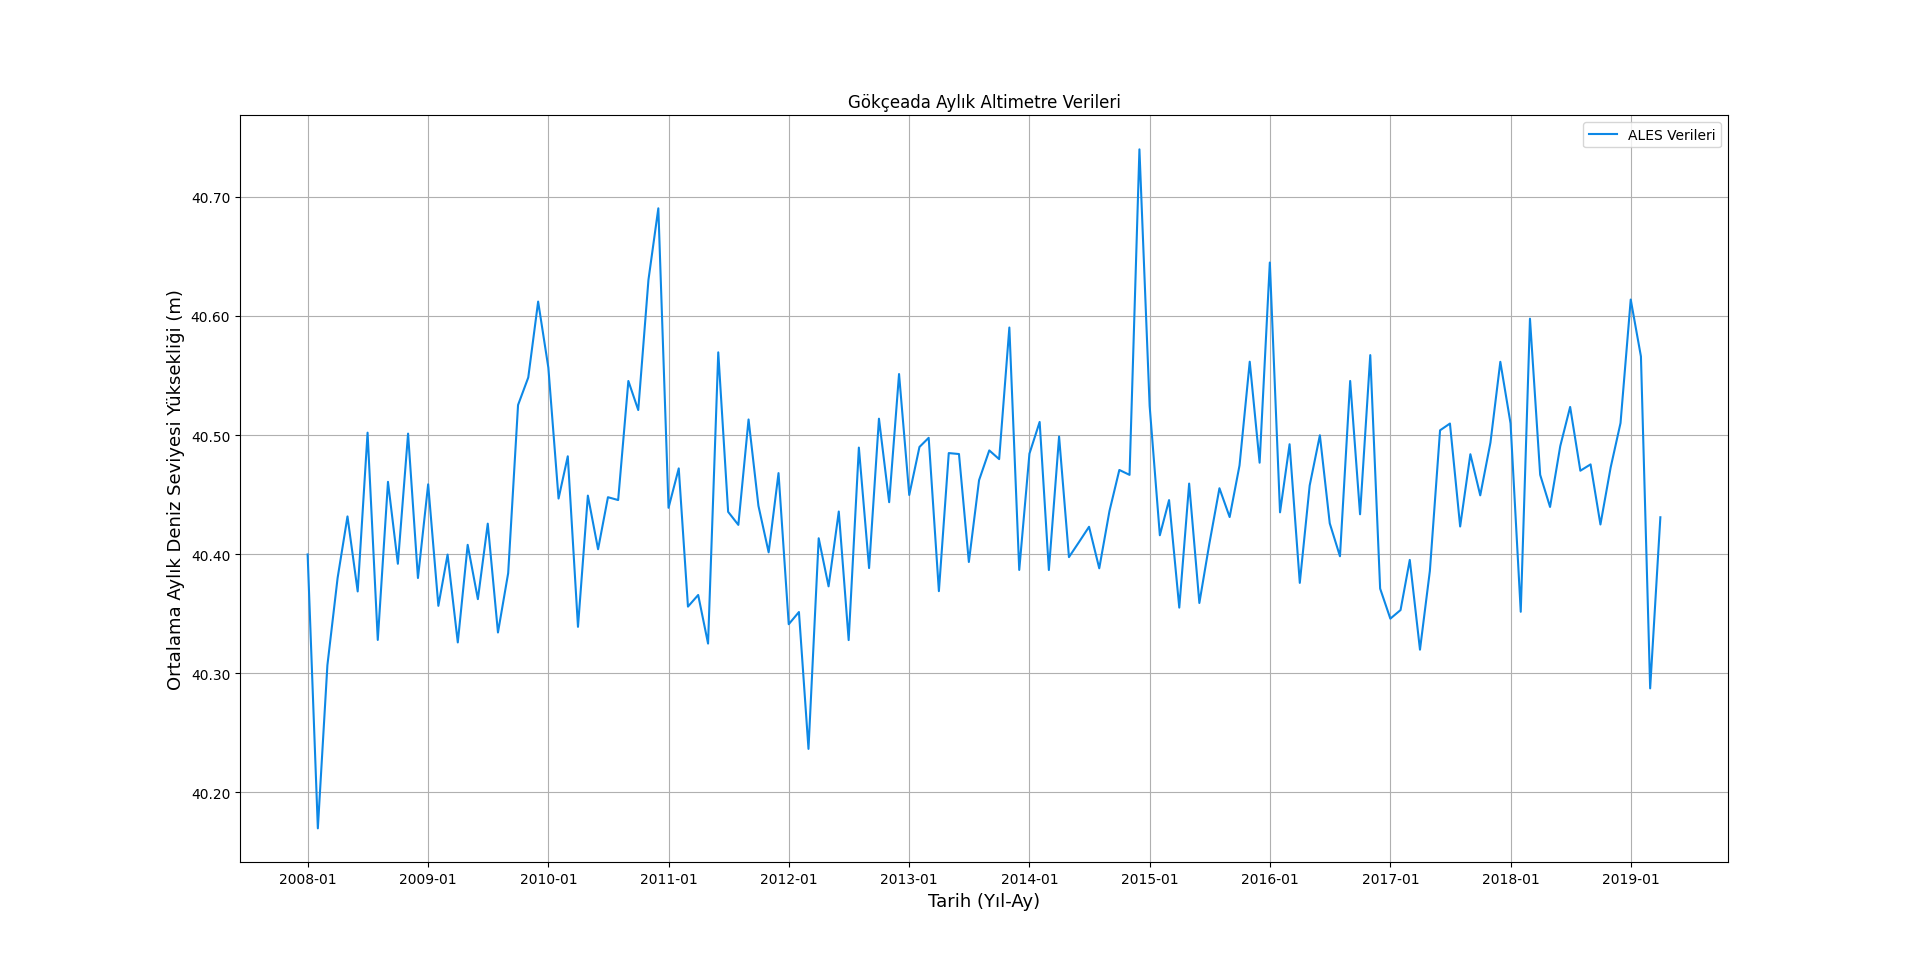 Gökçeada Aylık Altimetre Verileri
ALES Verileri
Ortalama Aylık Deniz Seviyesi Yüksekliği (m)
40.70
40.60
40.50
40.40
40.30
40.20
2008-01 2009-01 2010-01 2011-01 2012-01 2013-01 2014-01 2015-01 2016-01 2017-01 2018-01 2019-01
Tarih (Yıl-Ay)